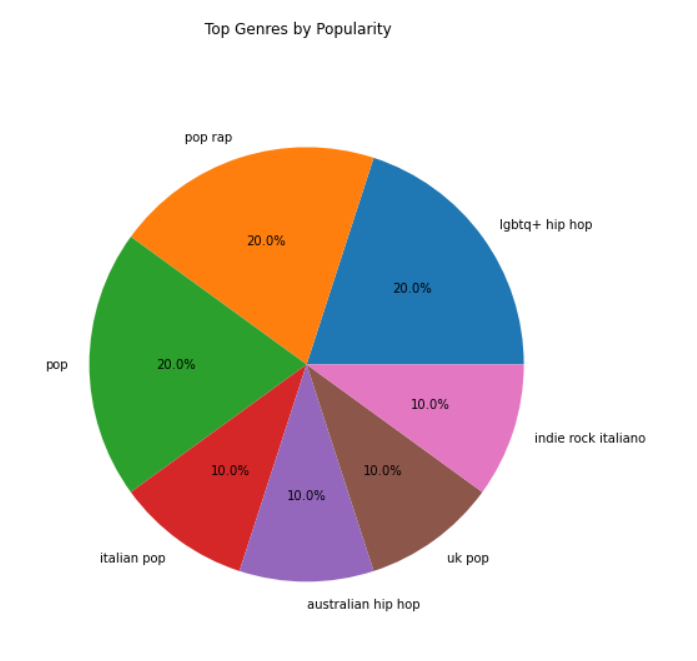 Top Genres by Popularity
pop rap
lgbtq+ hip hop
20.0%
20.0%
pop
20.0%
10.0%
indie rock italiano
10.0%
10.0%
10.0%
italian pop
uk pop
australian hip hop